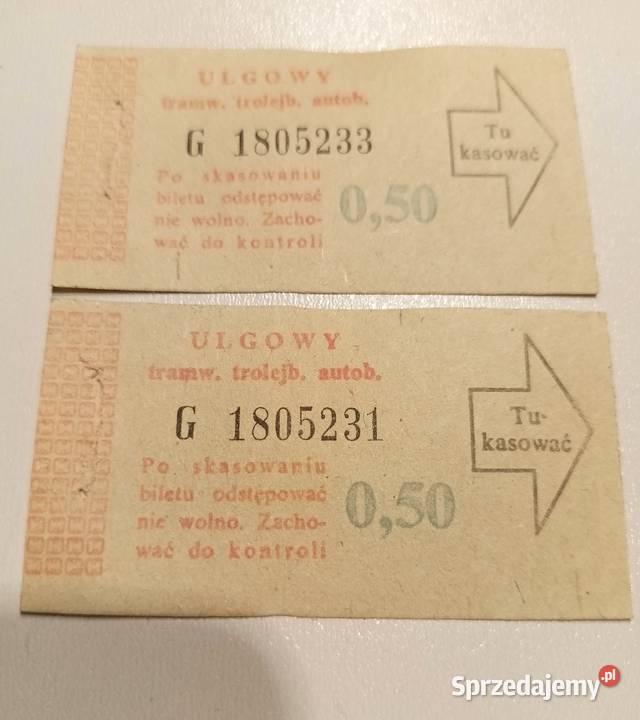 ULGOWY
tramw. trolejb. autob.
G 1805233
Tu
kasować
Po skasowaniu
biletu odstępować
nie wolno. Zacho-
wać do kontroli
0,50
ULGOWY
tramw. trolejb. autob.
G 1805231
Tu-
kasować
Po skasowaniu
biletu odstępować
nie wolno. Zacho-
wać do kontroli
0,50
Sprzedajemy.pl